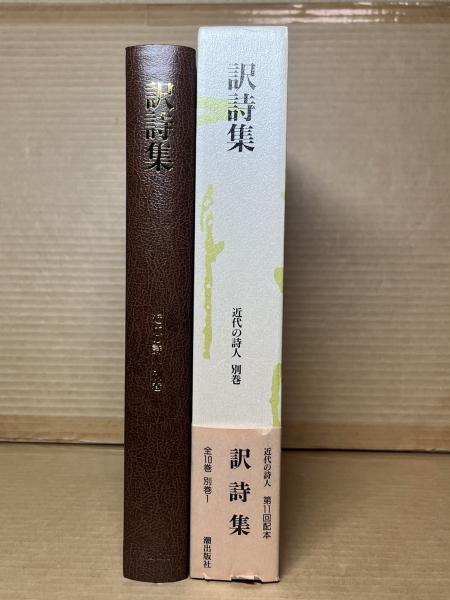 訳詩集
近代の詩人 別巻
訳詩集
近代の詩人 別巻
近代の詩人 第11回配本
訳詩集
全10巻 別巻1
潮出版社